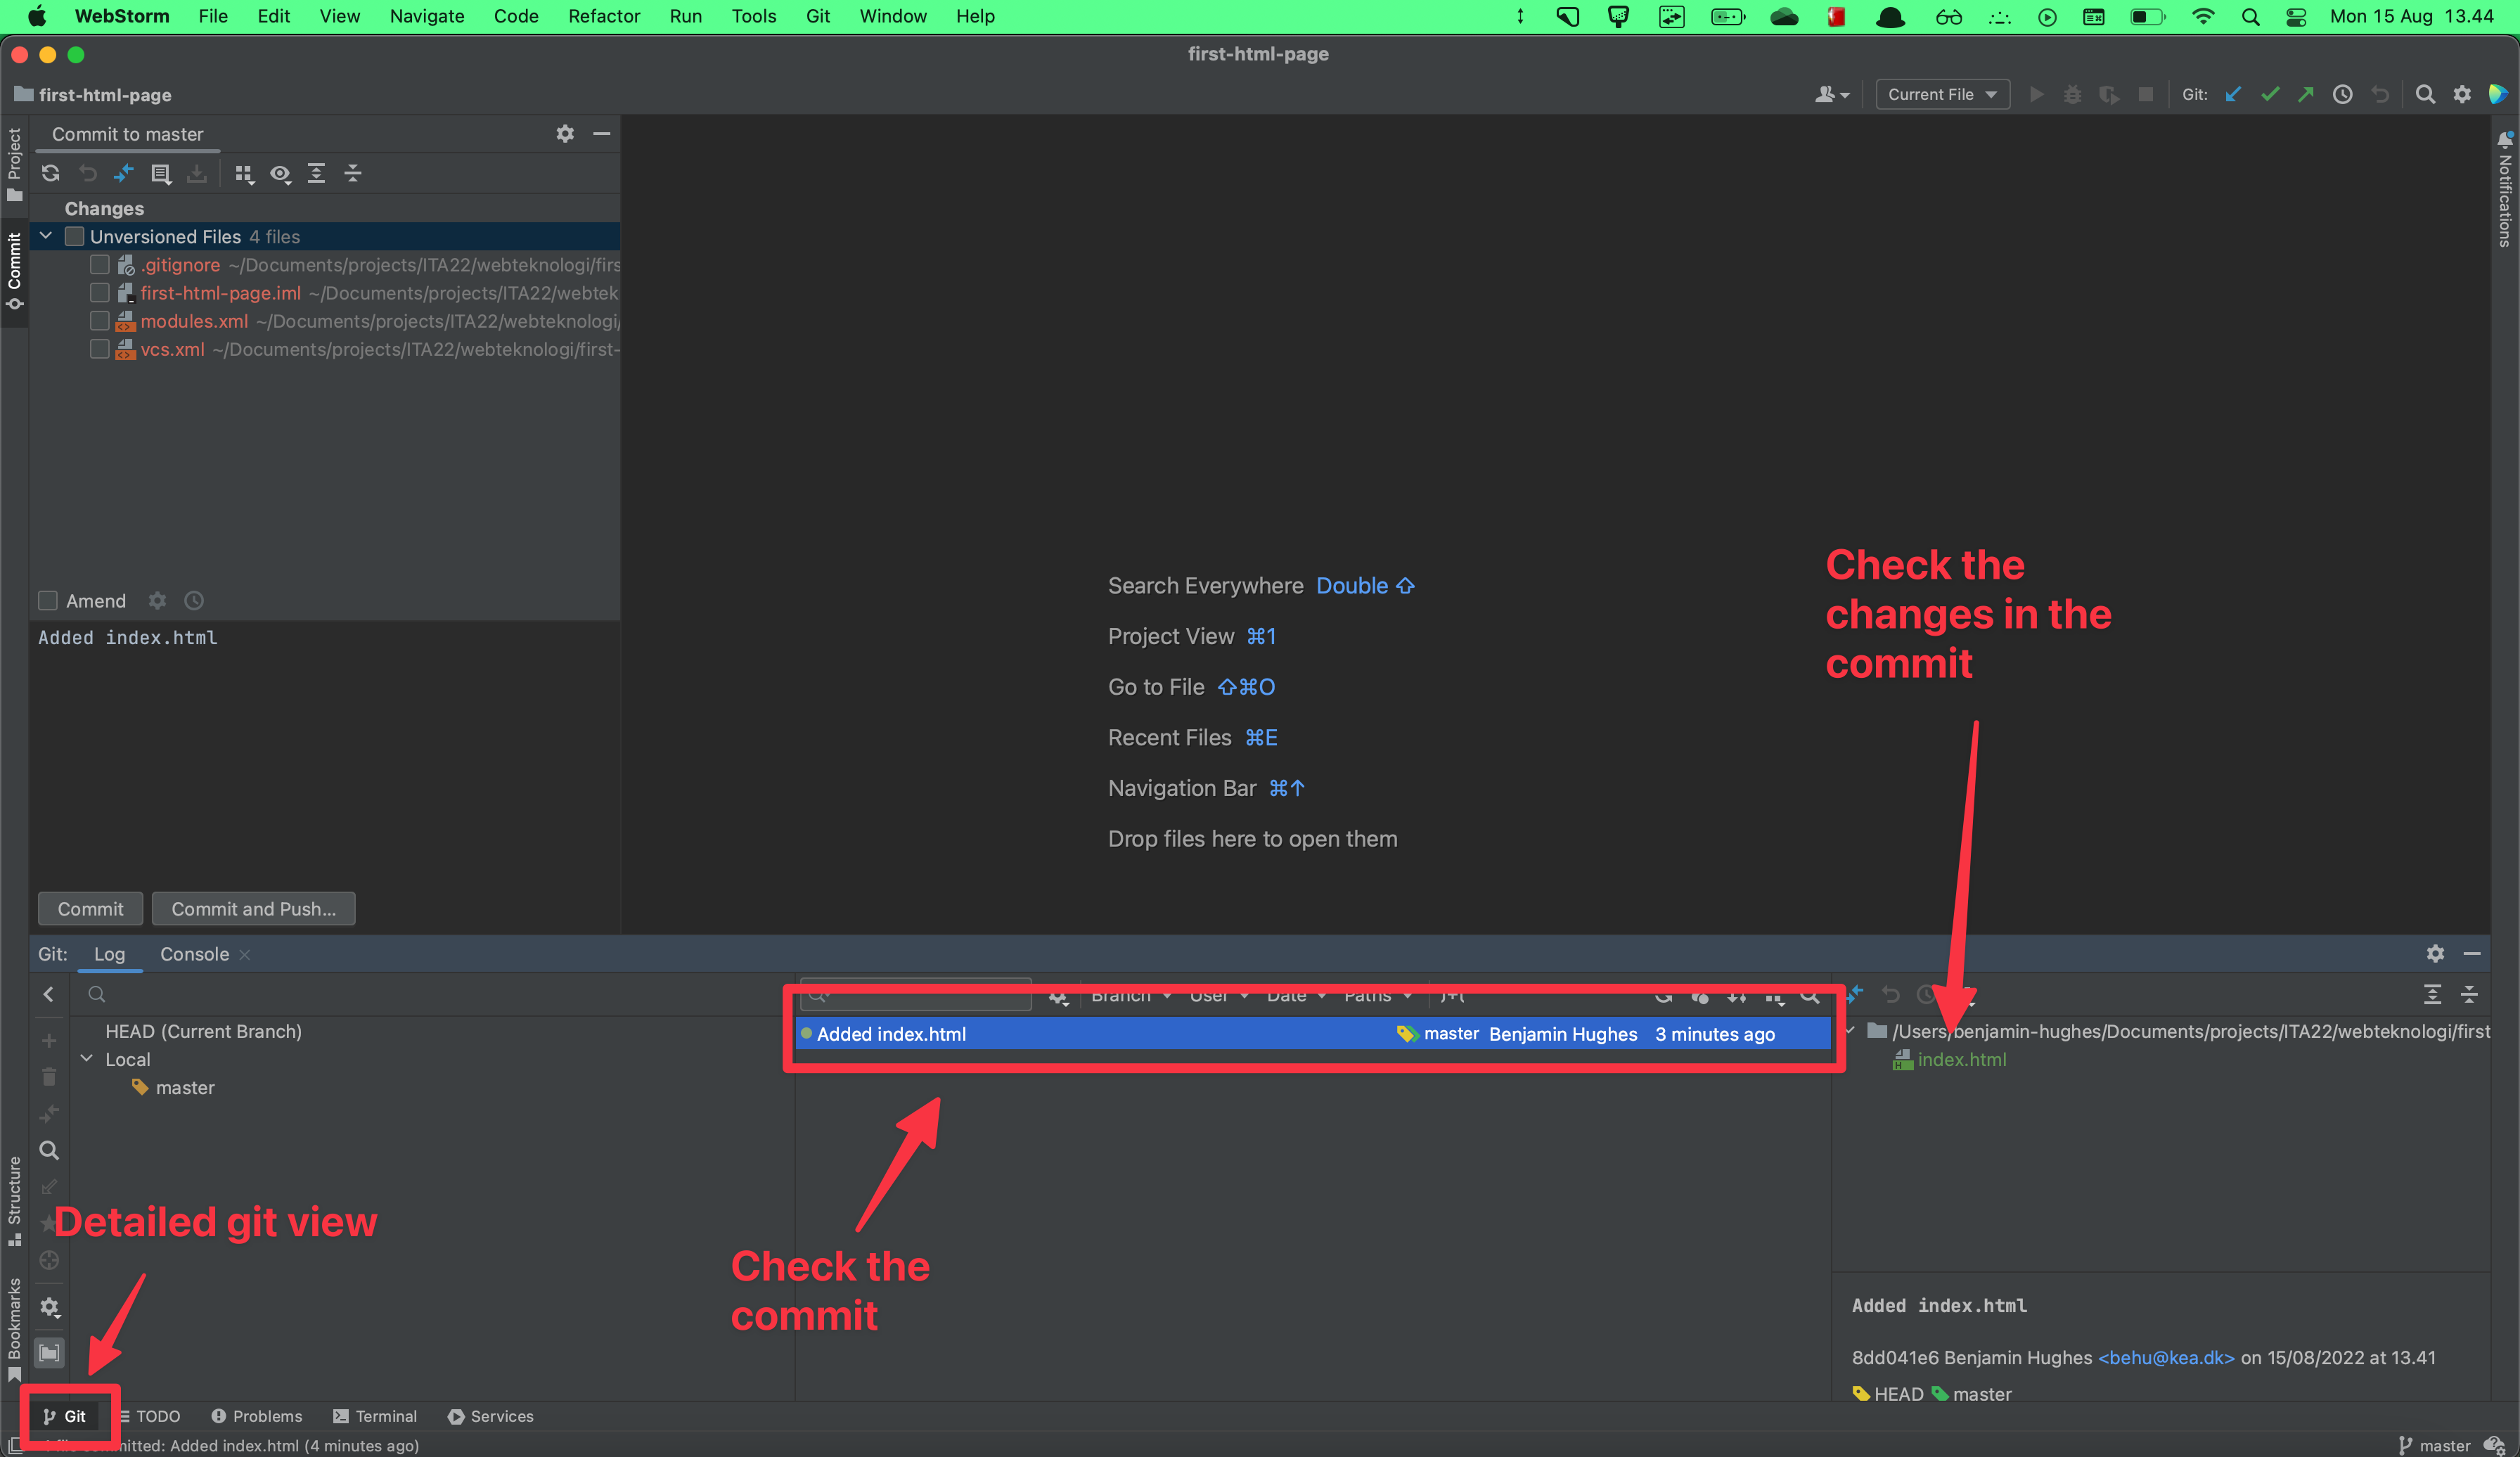 WebStorm File Edit View Navigate Code Refactor Run Tools Git Window Help Mon 15 Aug 13.44
first-html-page
first-html-page Current File Git:
Project
Commit
Commit to master
Changes
Unversioned Files 4 files
.gitignore ~/Documents/projects/ITA22/webteknologi/firs
first-html-page.iml ~/Documents/projects/ITA22/webtek
modules.xml ~/Documents/projects/ITA22/webteknologi/
vcs.xml ~/Documents/projects/ITA22/webteknologi/first-
Amend
Added index.html
Commit Commit and Push...
Search Everywhere Double ⇧
Project View ⌘1
Go to File ⇧⌘O
Recent Files ⌘E
Navigation Bar ⌘↑
Drop files here to open them
Check the
changes in the
commit
Notifications
Git: Log Console
HEAD (Current Branch)
Local
master
Branch User Date Paths
Added index.html master Benjamin Hughes 3 minutes ago
/Users/benjamin-hughes/Documents/projects/ITA22/webteknologi/first
index.html
Structure
Bookmarks
Detailed git view
Check the
commit
Added index.html
8dd041e6 Benjamin Hughes <behu@kea.dk> on 15/08/2022 at 13.41
HEAD master
Git TODO Problems Terminal Services
Added index.html (4 minutes ago)
master